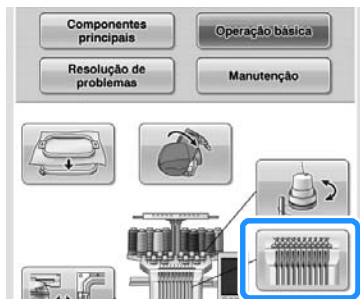 Componentes
principais
Operação básica
Resolução de
problemas
Manutenção